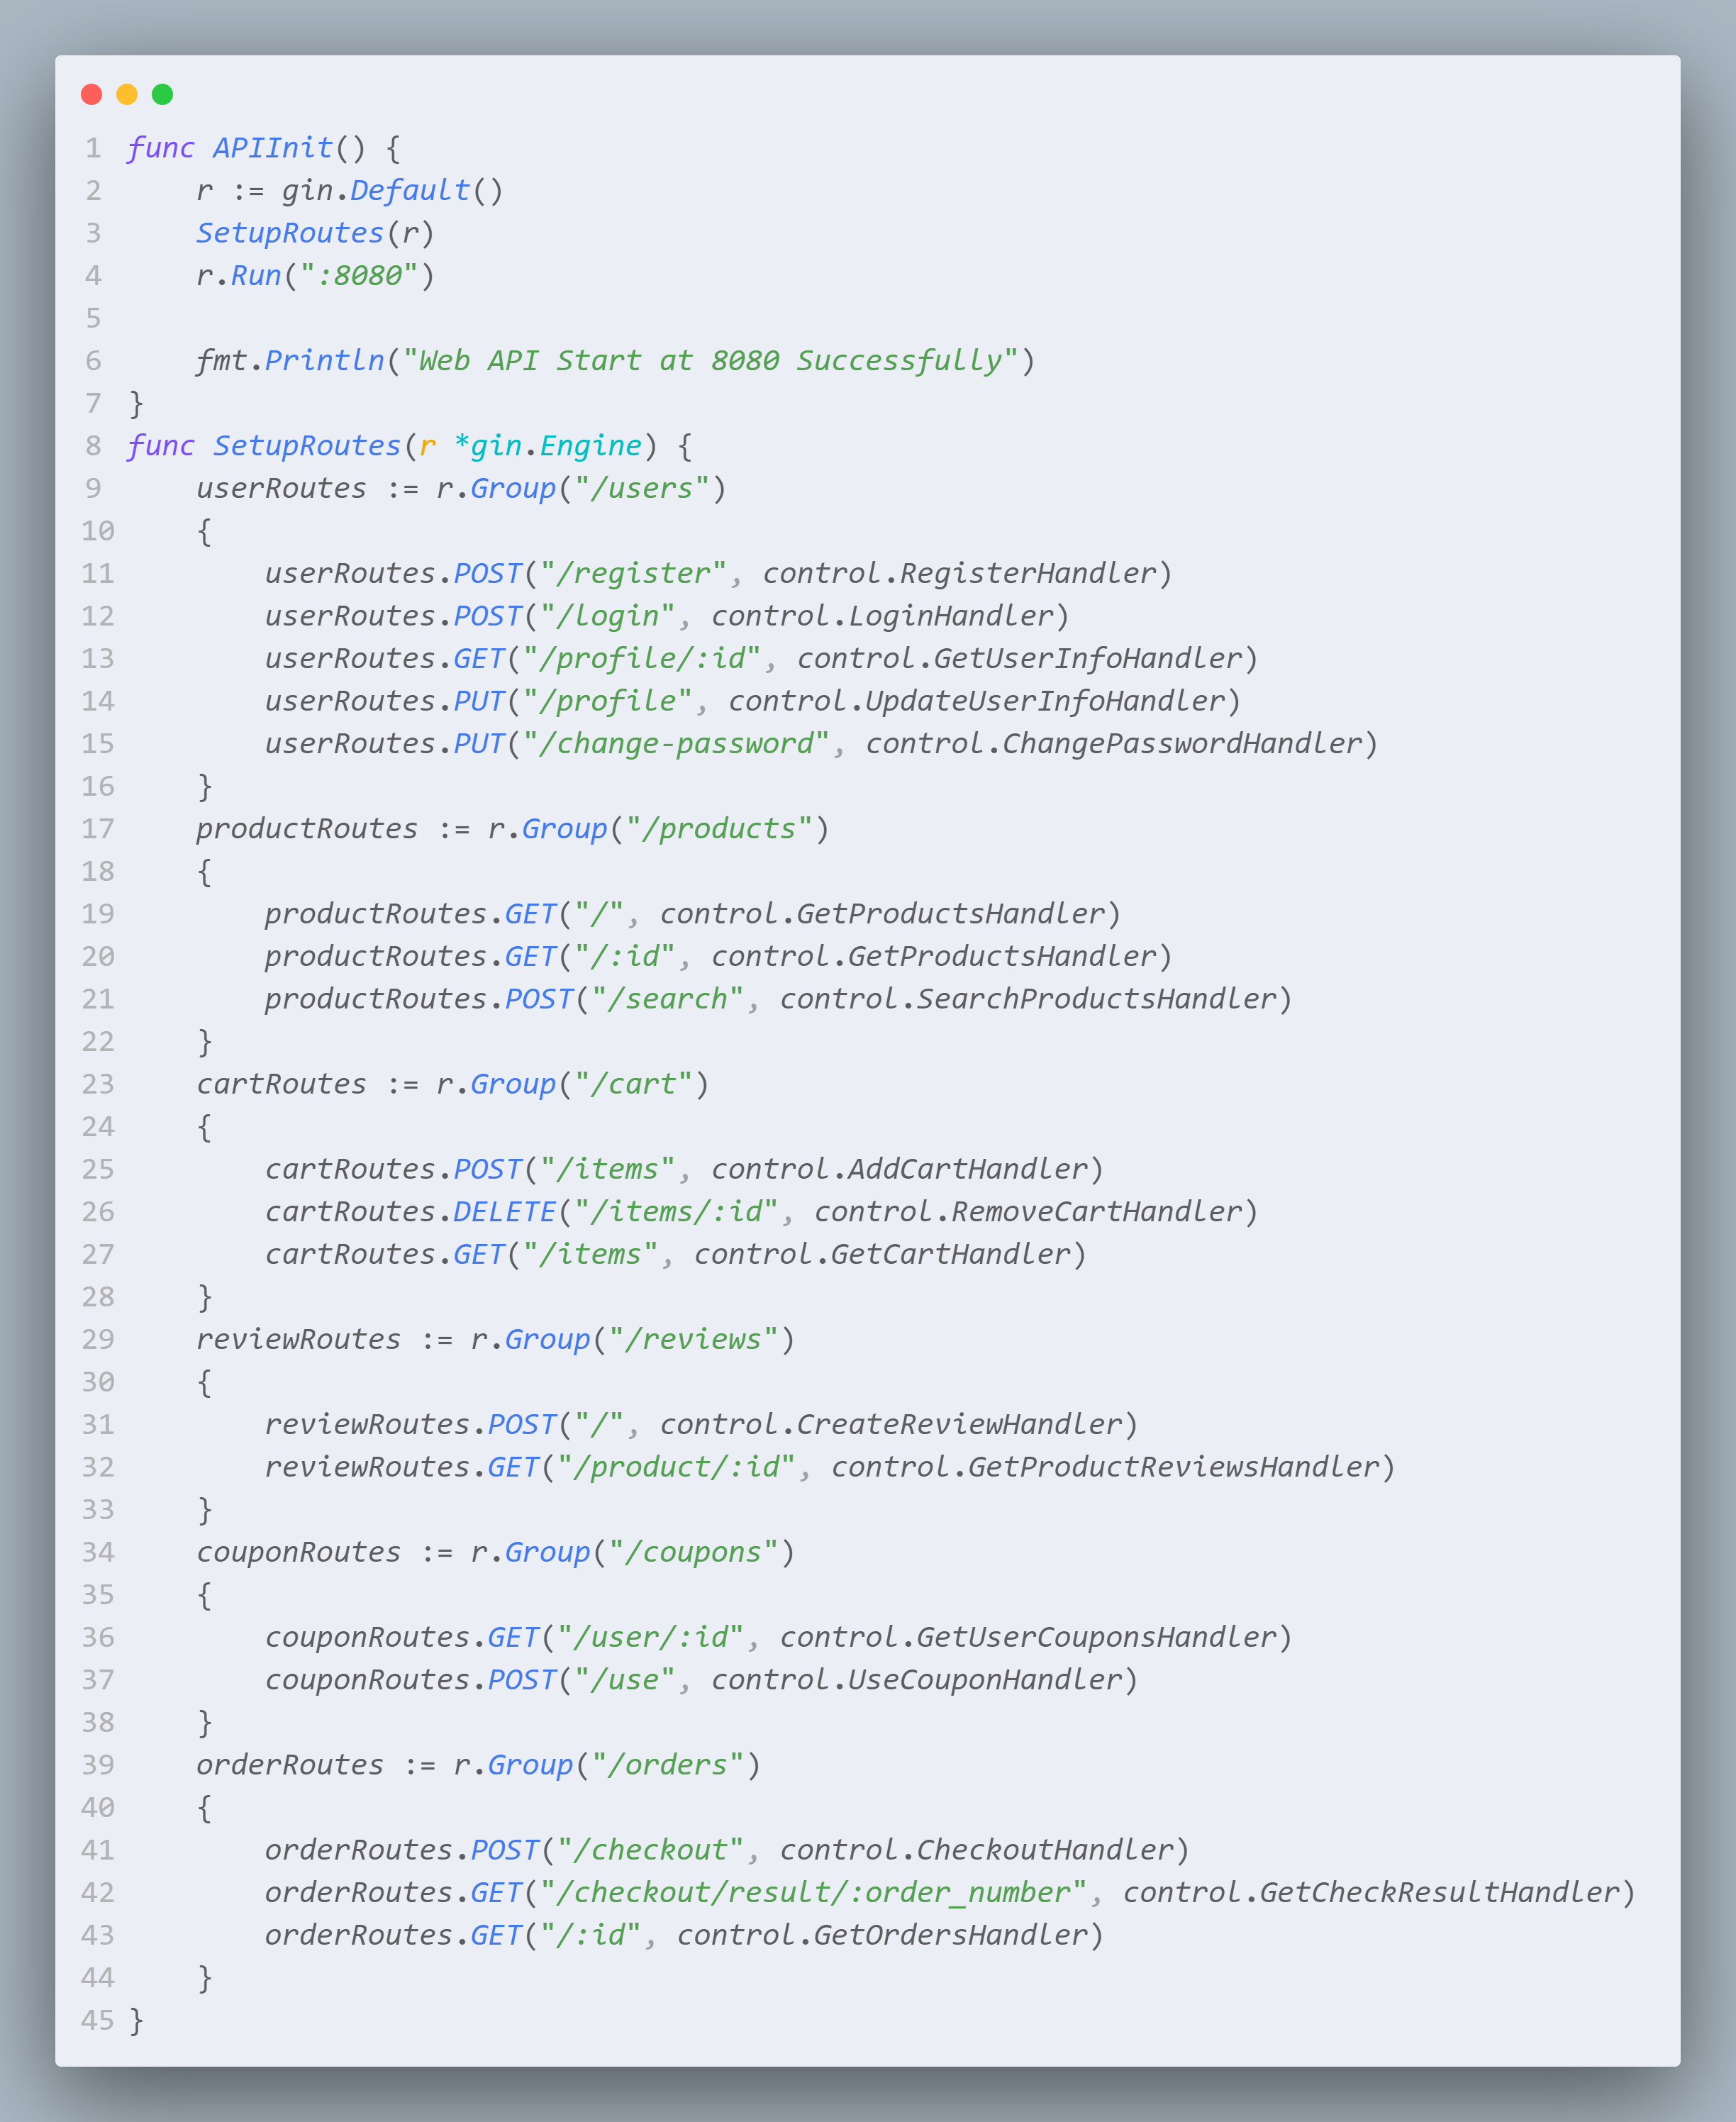 1 func APIInit() {
2     r := gin.Default()
3     SetupRoutes(r)
4     r.Run(":8080")
5
6     fmt.Println("Web API Start at 8080 Successfully")
7 }
8 func SetupRoutes(r *gin.Engine) {
9     userRoutes := r.Group("/users")
10     {
11         userRoutes.POST("/register", control.RegisterHandler)
12         userRoutes.POST("/login", control.LoginHandler)
13         userRoutes.GET("/profile/:id", control.GetUserInfoHandler)
14         userRoutes.PUT("/profile", control.UpdateUserInfoHandler)
15         userRoutes.PUT("/change-password", control.ChangePasswordHandler)
16     }
17     productRoutes := r.Group("/products")
18     {
19         productRoutes.GET("/", control.GetProductsHandler)
20         productRoutes.GET("/:id", control.GetProductsHandler)
21         productRoutes.POST("/search", control.SearchProductsHandler)
22     }
23     cartRoutes := r.Group("/cart")
24     {
25         cartRoutes.POST("/items", control.AddCartHandler)
26         cartRoutes.DELETE("/items/:id", control.RemoveCartHandler)
27         cartRoutes.GET("/items", control.GetCartHandler)
28     }
29     reviewRoutes := r.Group("/reviews")
30     {
31         reviewRoutes.POST("/", control.CreateReviewHandler)
32         reviewRoutes.GET("/product/:id", control.GetProductReviewsHandler)
33     }
34     couponRoutes := r.Group("/coupons")
35     {
36         couponRoutes.GET("/user/:id", control.GetUserCouponsHandler)
37         couponRoutes.POST("/use", control.UseCouponHandler)
38     }
39     orderRoutes := r.Group("/orders")
40     {
41         orderRoutes.POST("/checkout", control.CheckoutHandler)
42         orderRoutes.GET("/checkout/result/:order_number", control.GetCheckResultHandler)
43         orderRoutes.GET("/:id", control.GetOrdersHandler)
44     }
45 }